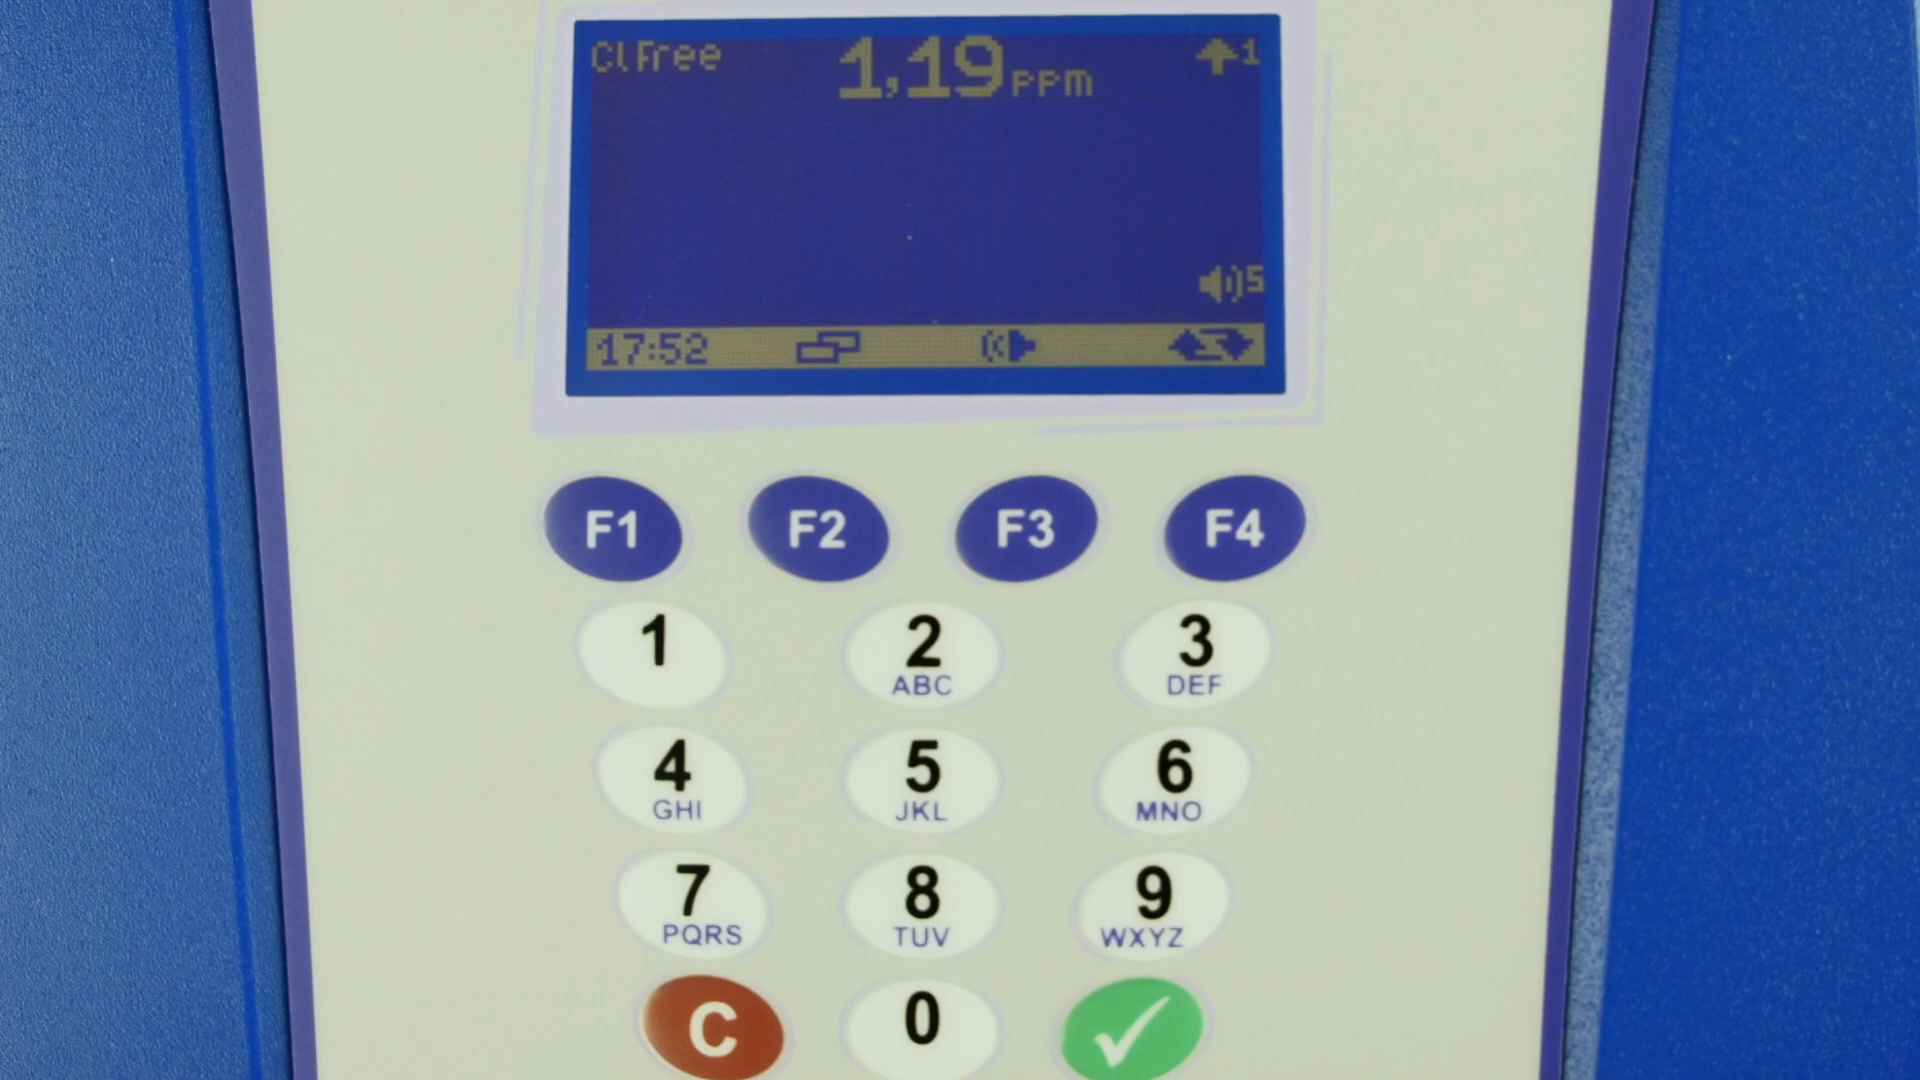 Cl Free 1,19 ppm 1
5
17:52
F1 F2 F3 F4
1 2 3
ABC DEF
4 5 6
GHI JKL MNO
7 8 9
PQRS TUV WXYZ
C 0